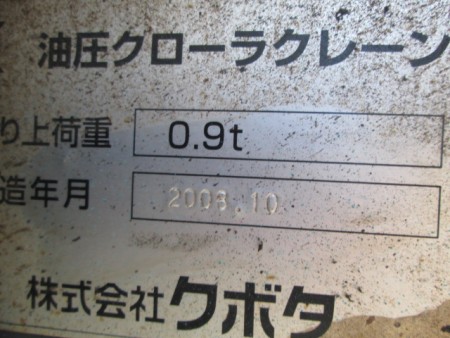 油圧クローラクレーン
り上荷重 0.9t
造年月 2008.10
株式会社クボタ